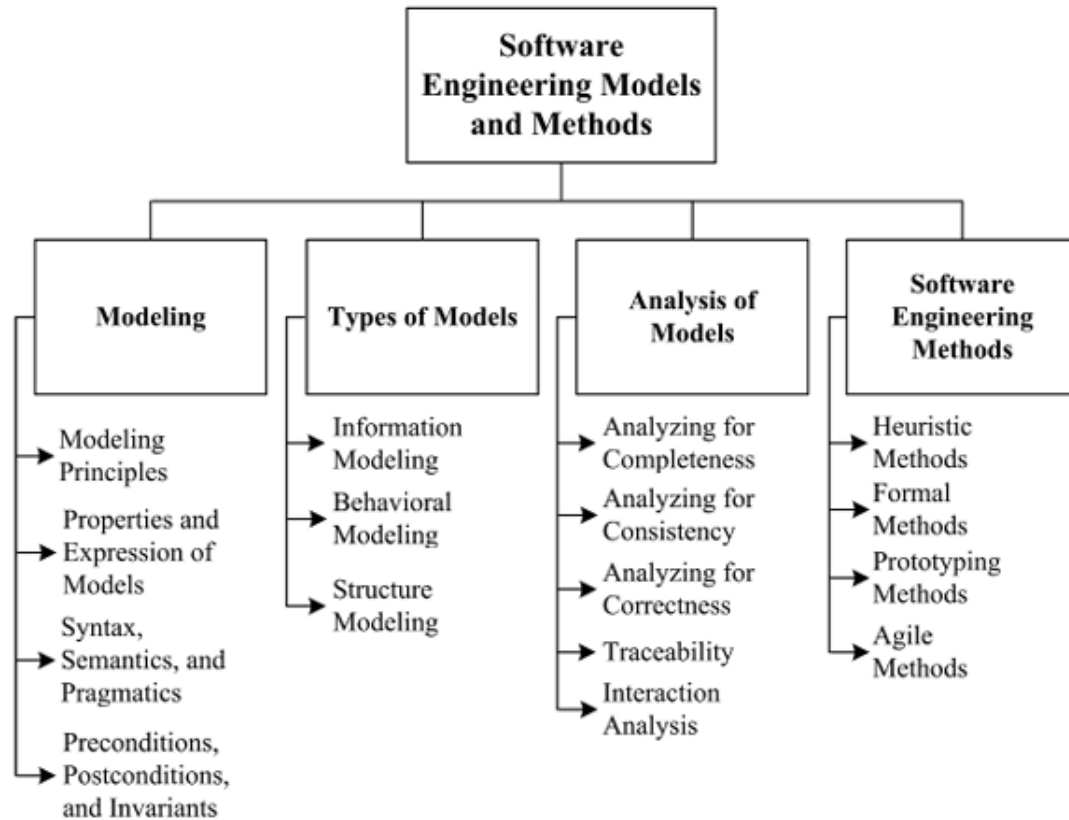 Software
Engineering Models
and Methods
Modeling
Types of Models
Analysis of
Models
Software
Engineering
Methods
Modeling
Principles
Properties and
Expression of
Models
Syntax,
Semantics, and
Pragmatics
Preconditions,
Postconditions,
and Invariants
Information
Modeling
Behavioral
Modeling
Structure
Modeling
Analyzing for
Completeness
Analyzing for
Consistency
Analyzing for
Correctness
Traceability
Interaction
Analysis
Heuristic
Methods
Formal
Methods
Prototyping
Methods
Agile
Methods